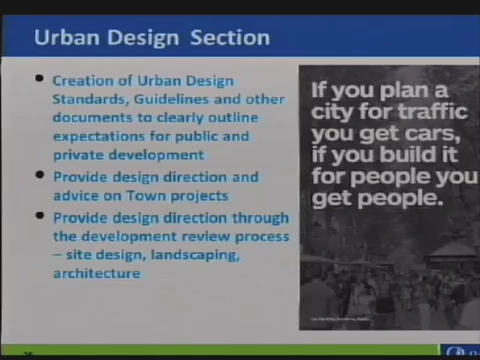 Urban Design Section
• Creation of Urban Design
Standards, Guidelines and other
documents to clearly outline
expectations for public and
private development
• Provide design direction and
advice on Town projects
• Provide design direction through
the development review process
– site design, landscaping,
architecture
If you plan a
city for traffic
you get cars,
if you build it
for people you
get people.